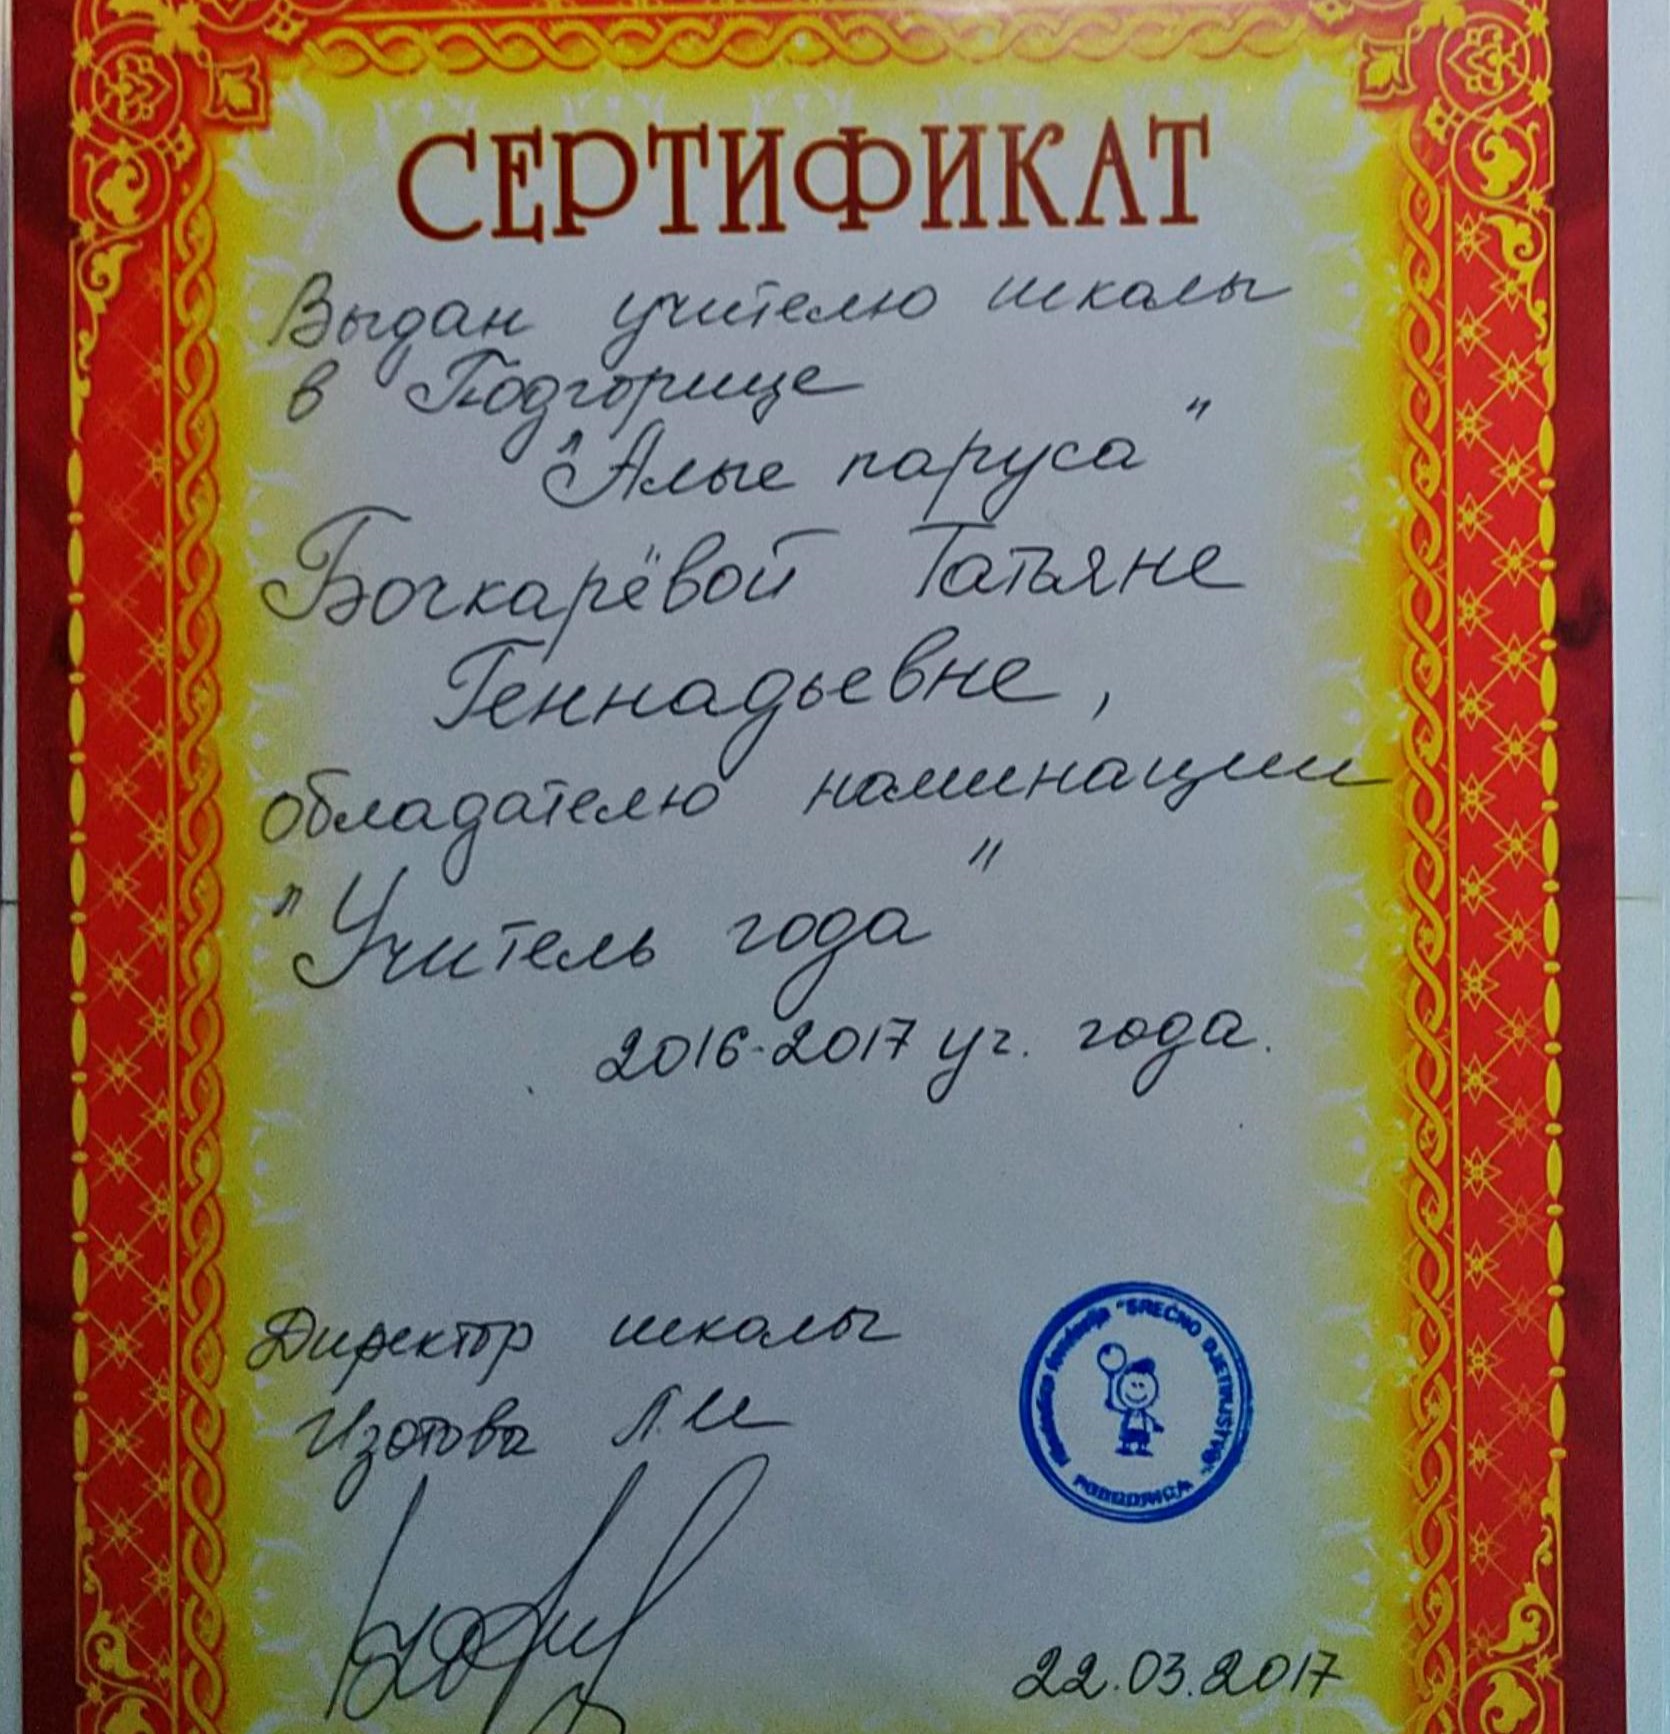 СЕРТИФИКАТ
Выдан учителю школы
в Подгорице
"Алые паруса"
Бочкарёвой Татьяне
Геннадьевне,
обладателю номинации
"Учитель года"
2016-2017 уч. года.
Директор школы
Изотова Л.И
"SREĆNO DJETINJSTVO"
PODGORICA
22.03.2017